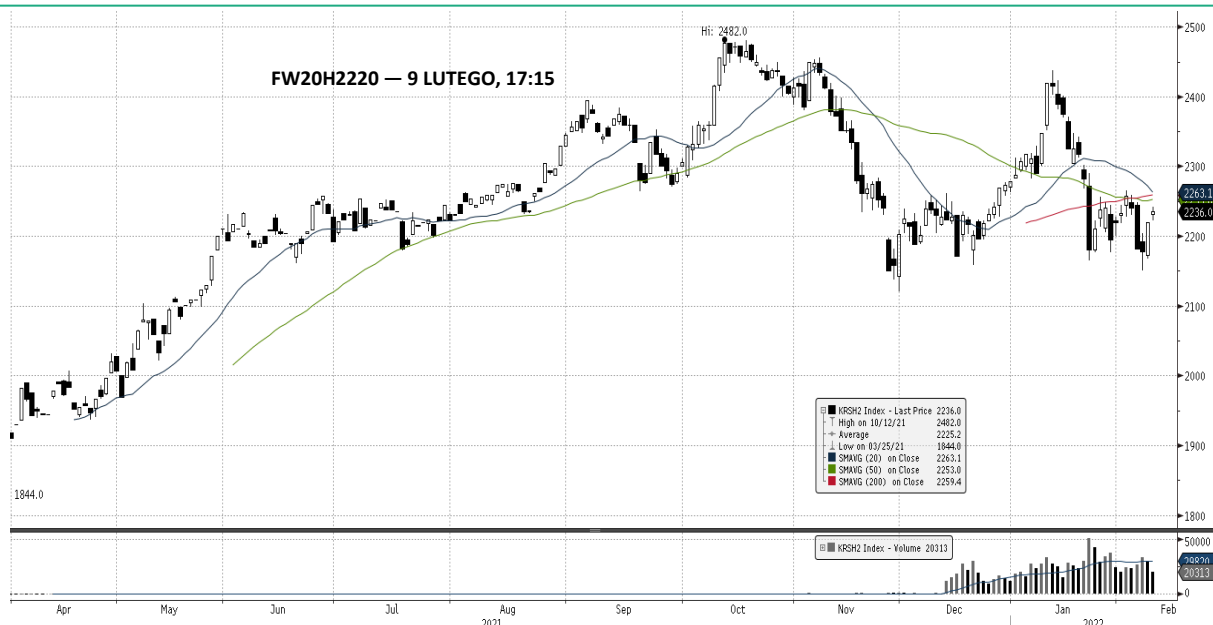 Hi: 2482.0
FW20H2220 — 9 LUTEGO, 17:15
2500
2400
2300
2263.1
2236.0
2200
2100
2000
1900
1800
1844.0
KRSH2 Index - Last Price 2236.0
High on 10/12/21 2482.0
Average 2225.2
Low on 03/25/21 1844.0
SMAVG (20) on Close 2263.1
SMAVG (50) on Close 2253.0
SMAVG (200) on Close 2259.4
KRSH2 Index - Volume 20313
50000
29820
20313
0
Apr May Jun Jul Aug Sep Oct Nov Dec Jan Feb
2021 2022